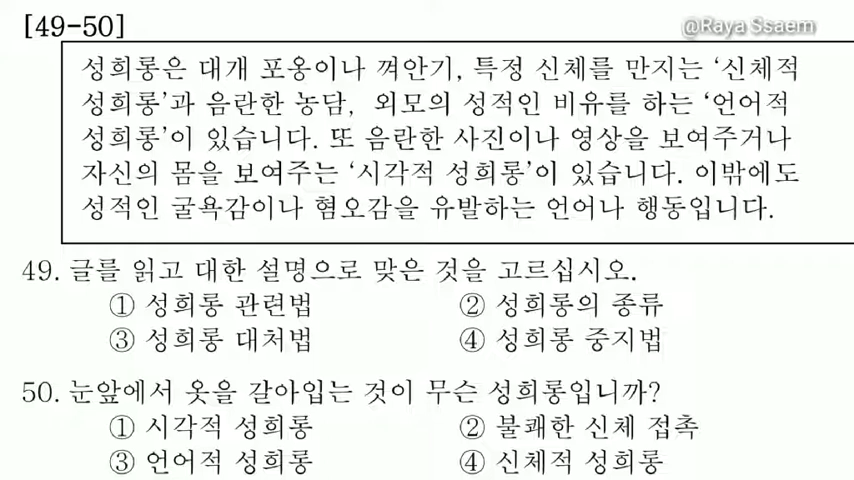 [49-50]
@Raya Ssaem
성희롱은 대개 포옹이나 껴안기, 특정 신체를 만지는 ‘신체적
성희롱’과 음란한 농담, 외모의 성적인 비유를 하는 ‘언어적
성희롱’이 있습니다. 또 음란한 사진이나 영상을 보여주거나
자신의 몸을 보여주는 ‘시각적 성희롱’이 있습니다. 이밖에도
성적인 굴욕감이나 혐오감을 유발하는 언어나 행동입니다.
49. 글를 읽고 대한 설명으로 맞은 것을 고르십시오.
① 성희롱 관련법 ② 성희롱의 종류
③ 성희롱 대처법 ④ 성희롱 중지법
50. 눈앞에서 옷을 갈아입는 것이 무슨 성희롱입니까?
① 시각적 성희롱 ② 불쾌한 신체 접촉
③ 언어적 성희롱 ④ 신체적 성희롱